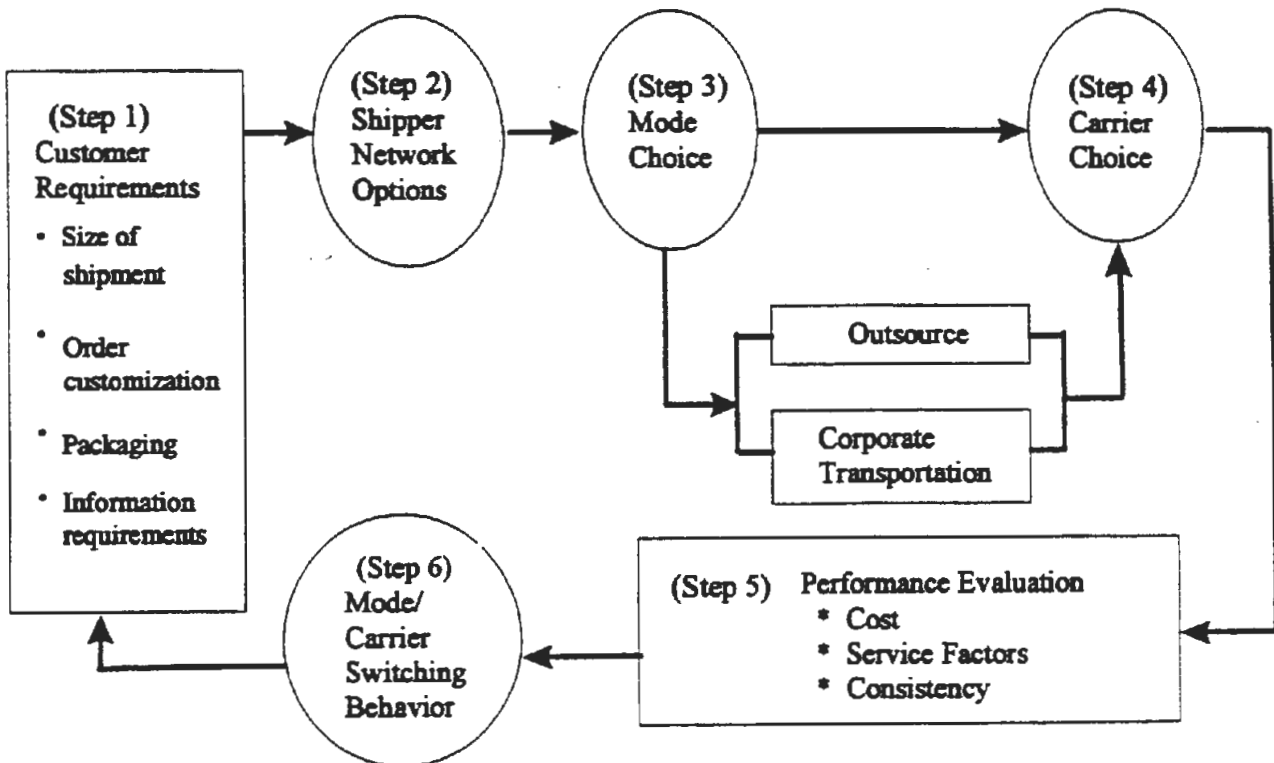 (Step 1)
Customer
Requirements
• Size of
shipment
• Order
customization
• Packaging
• Information
requirements
(Step 2)
Shipper
Network
Options
(Step 3)
Mode
Choice
(Step 4)
Carrier
Choice
Outsource
Corporate
Transportation
(Step 5) Performance Evaluation
* Cost
* Service Factors
* Consistency
(Step 6)
Mode/
Carrier
Switching
Behavior